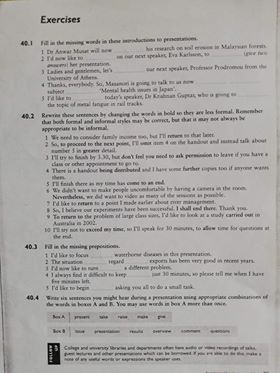 Exercises
40.1 Fill in the missing words in these introductions to presentations.
1 Dr Anwar Musat will now ___ his research on soil erosion in Malaysian forests.
2 I'd now like to ___ on our next speaker, Eva Karlsson, to ___ (give two
answers) her presentation.
3 Ladies and gentlemen, let's ___ our next speaker, Professor Prodromou from the
University of Athens.
4 Thanks, everybody. So, Masanori is going to talk to us now ___
subject ___ 'Mental health issues in Japan'.
5 I'd like to ___ today's speaker, Dr Krishnan Guptar, who is going to ___
the topic of metal fatigue in rail tracks.
40.2 Rewrite these sentences by changing the words in bold so they are less formal. Remember
that both formal and informal styles may be correct, but that it may not always be
appropriate to be informal.
1 We need to consider family income too, but I'll return to that later.
2 So, to proceed to the next point, I'll omit item 4 on the handout and instead talk about
number 5 in greater detail.
3 I'll try to finish by 3.30, but don't feel you need to ask permission to leave if you have a
class or other appointment to go to.
4 There is a handout being distributed and I have some further copies too if anyone wants
them.
5 I'll finish there as my time has come to an end.
6 We didn't want to make people uncomfortable by having a camera in the room.
Nevertheless, we did want to video as many of the sessions as possible.
7 I'd like to return to a point I made earlier about river management.
8 So, I believe our experiments have been successful. I shall end there. Thank you.
9 To return to the problem of large class sizes, I'd like to look at a study carried out in
Australia in 2002.
10 I'll try not to exceed my time, so I'll speak for 30 minutes, to allow time for questions at
the end.
40.3 Fill in the missing prepositions.
1 I'd like to focus ___ waterborne diseases in this presentation.
2 The situation ___ regard ___ exports has been very good in recent years.
3 I'd now like to turn ___ a different problem.
4 I always find it difficult to keep ___ our 30 minutes, so please tell me when I have
five minutes left.
5 I'd like to begin ___ asking you all to do a small task.
40.4 Write six sentences you might hear during a presentation using appropriate combinations of
the words in boxes A and B. You may use words in box A more than once.
Box A present take raise make give
Box B issue presentation results overview comment questions
FOLLOW UP
College and university libraries and departments often have audio or video recordings of talks,
guest lectures and other presentations which can be borrowed. If you are able to do this, make a
note of any useful words or expressions the speaker uses.